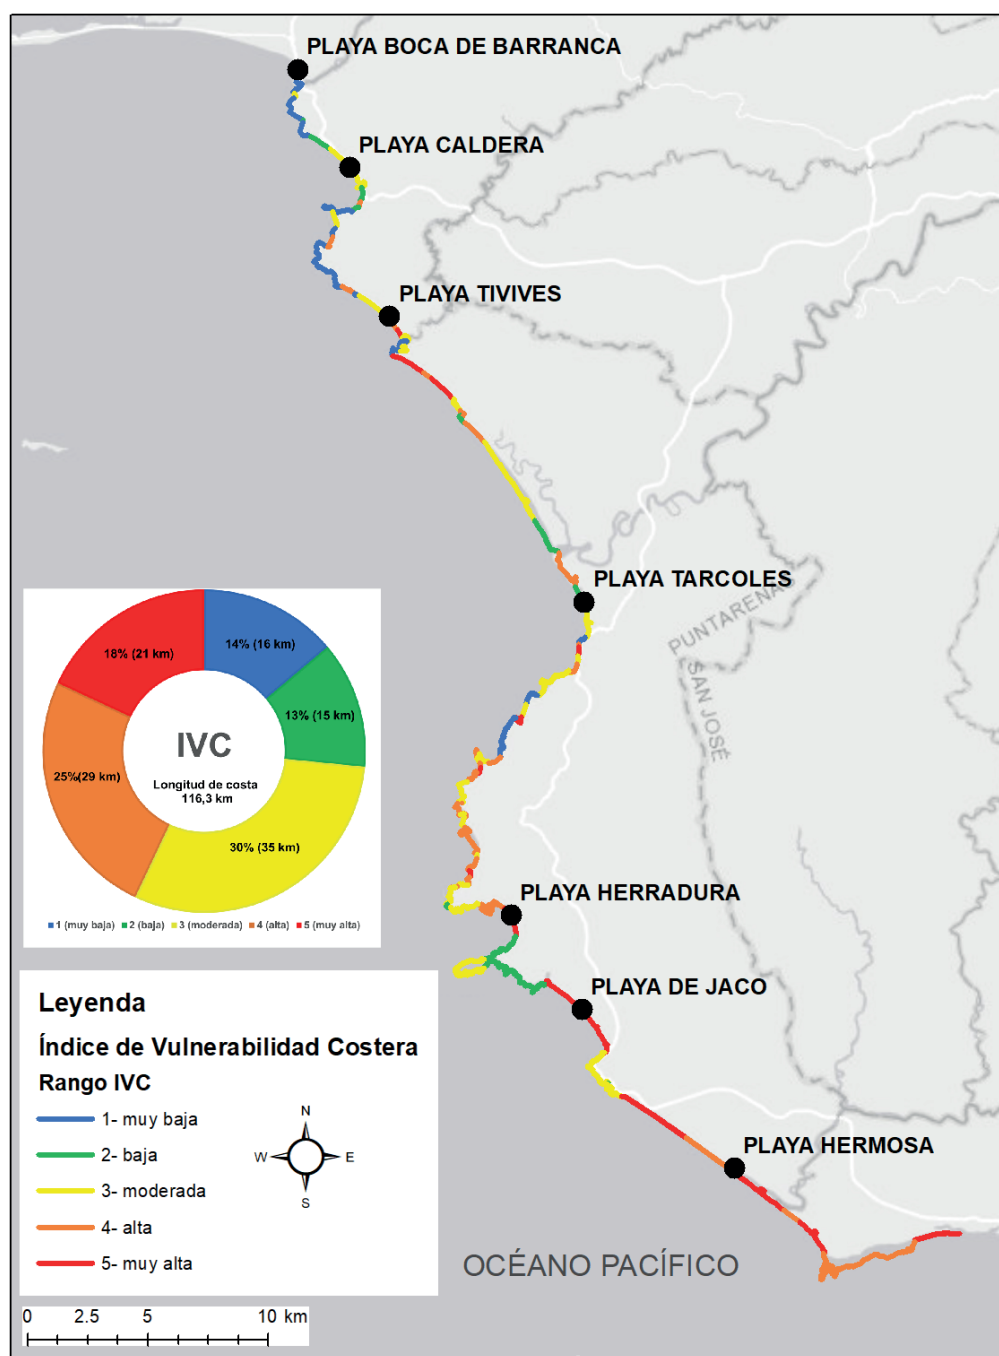 PLAYA BOCA DE BARRANCA
PLAYA CALDERA
PLAYA TIVIVES
PLAYA TARCOLES
PUNTARENAS
SAN JOSÉ
PLAYA HERRADURA
PLAYA DE JACO
PLAYA HERMOSA
OCÉANO PACÍFICO
18% (21 km)
14% (16 km)
13% (15 km)
25%(29 km)
30% (35 km)
IVC
Longitud de costa
116,3 km
1 (muy baja) 2 (baja) 3 (moderada) 4 (alta) 5 (muy alta)
Leyenda
Índice de Vulnerabilidad Costera
Rango IVC
1- muy baja
2- baja
3- moderada
4- alta
5- muy alta
N
W E
S
0 2.5 5 10 km